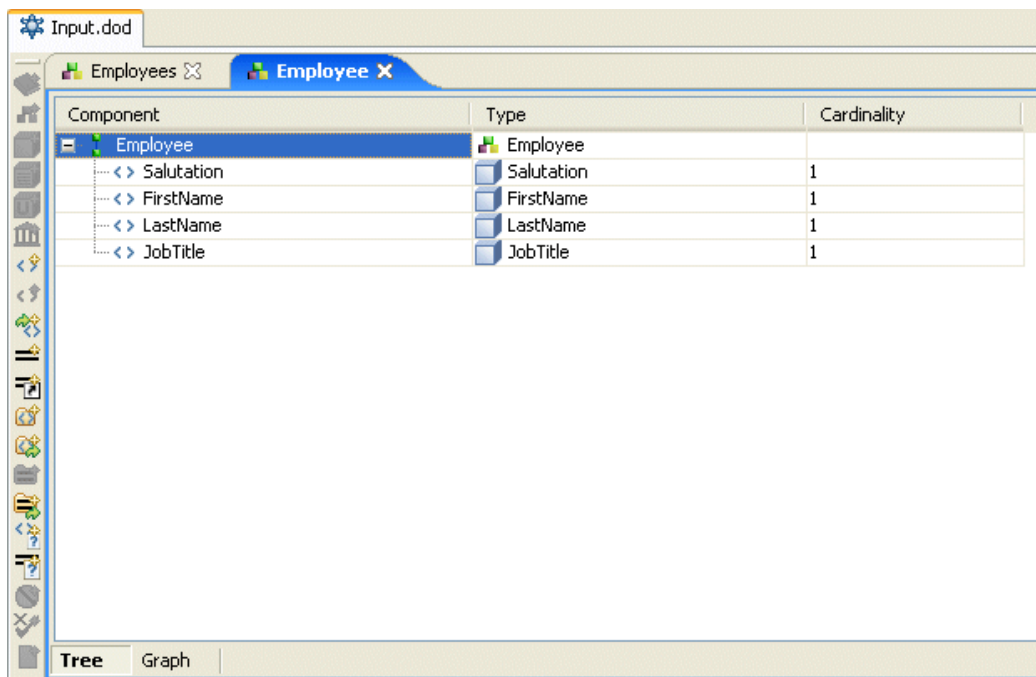 Input.dod
Employees Employee
Component Type Cardinality
Employee Employee
<> Salutation Salutation 1
<> FirstName FirstName 1
<> LastName LastName 1
<> JobTitle JobTitle 1
Tree Graph